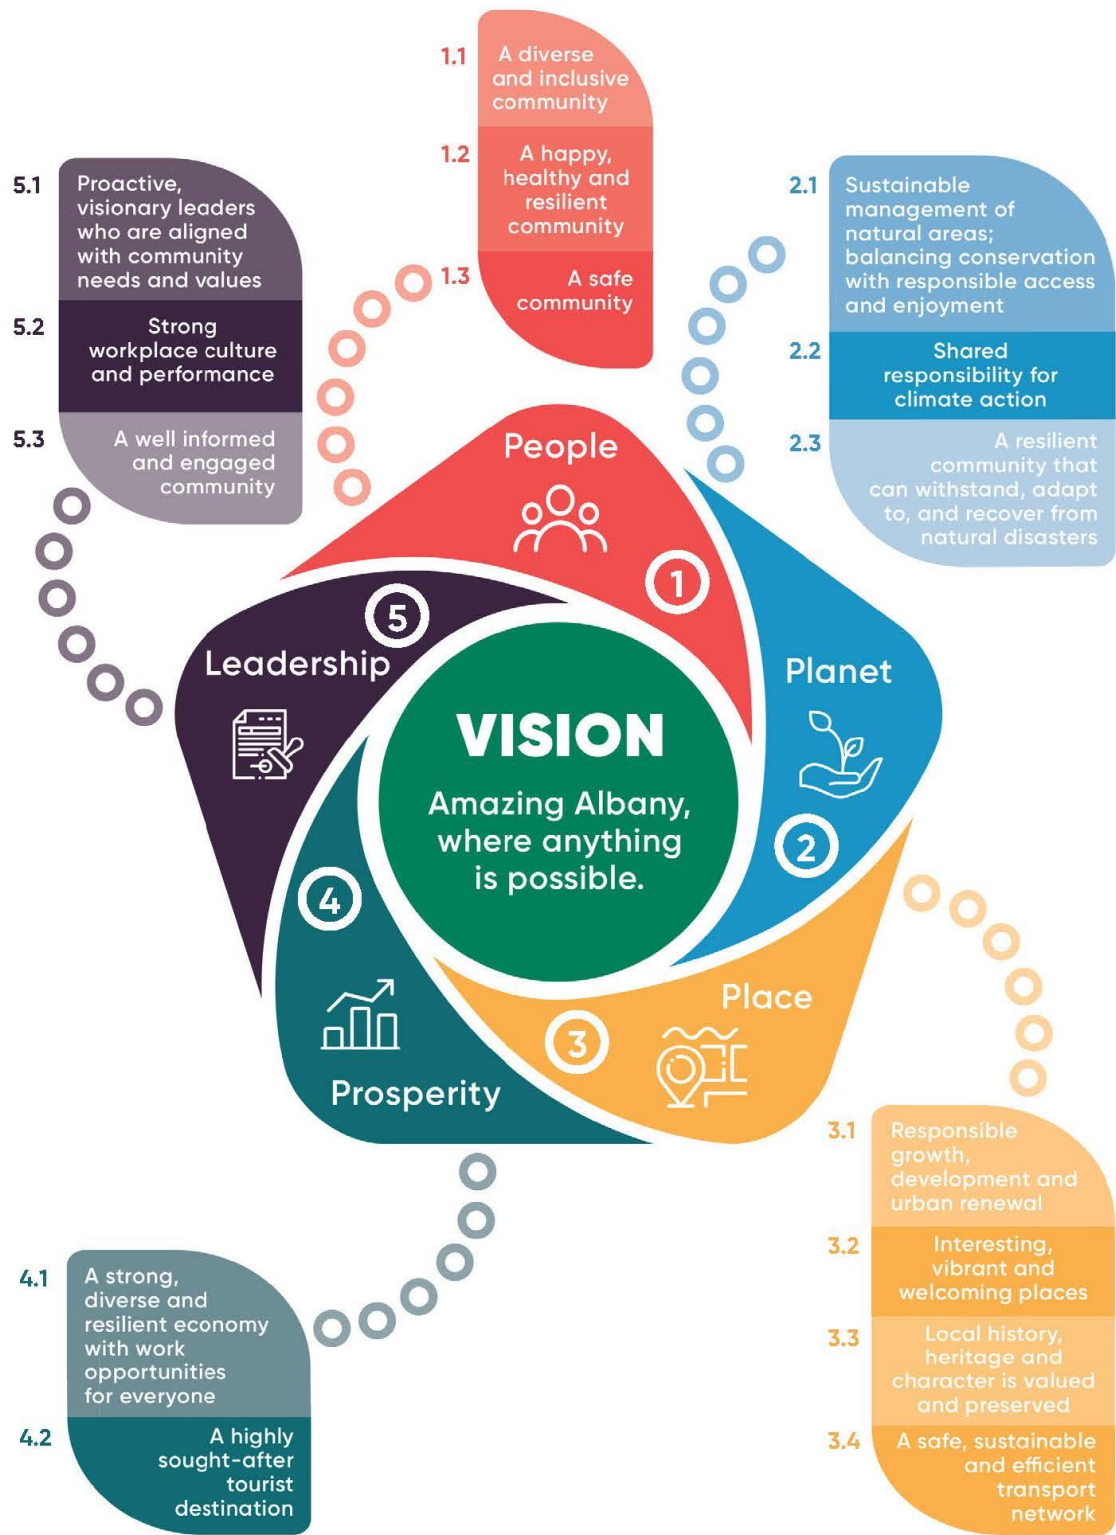 1.1
A diverse
and inclusive
community
1.2
A happy,
healthy and
resilient
community
1.3
A safe
community
2.1
Sustainable
management of
natural areas;
balancing conservation
with responsible access
and enjoyment
2.2
Shared
responsibility for
climate action
2.3
A resilient
community that
can withstand, adapt
to, and recover from
natural disasters
5.1
Proactive,
visionary leaders
who are aligned
with community
needs and values
5.2
Strong
workplace culture
and performance
5.3
A well informed
and engaged
community
People
1
Planet
2
Place
3
Prosperity
4
Leadership
5
VISION
Amazing Albany,
where anything
is possible.
3.1
Responsible
growth,
development and
urban renewal
3.2
Interesting,
vibrant and
welcoming places
3.3
Local history,
heritage and
character is valued
and preserved
3.4
A safe, sustainable
and efficient
transport
network
4.1
A strong,
diverse and
resilient economy
with work
opportunities
for everyone
4.2
A highly
sought-after
tourist
destination